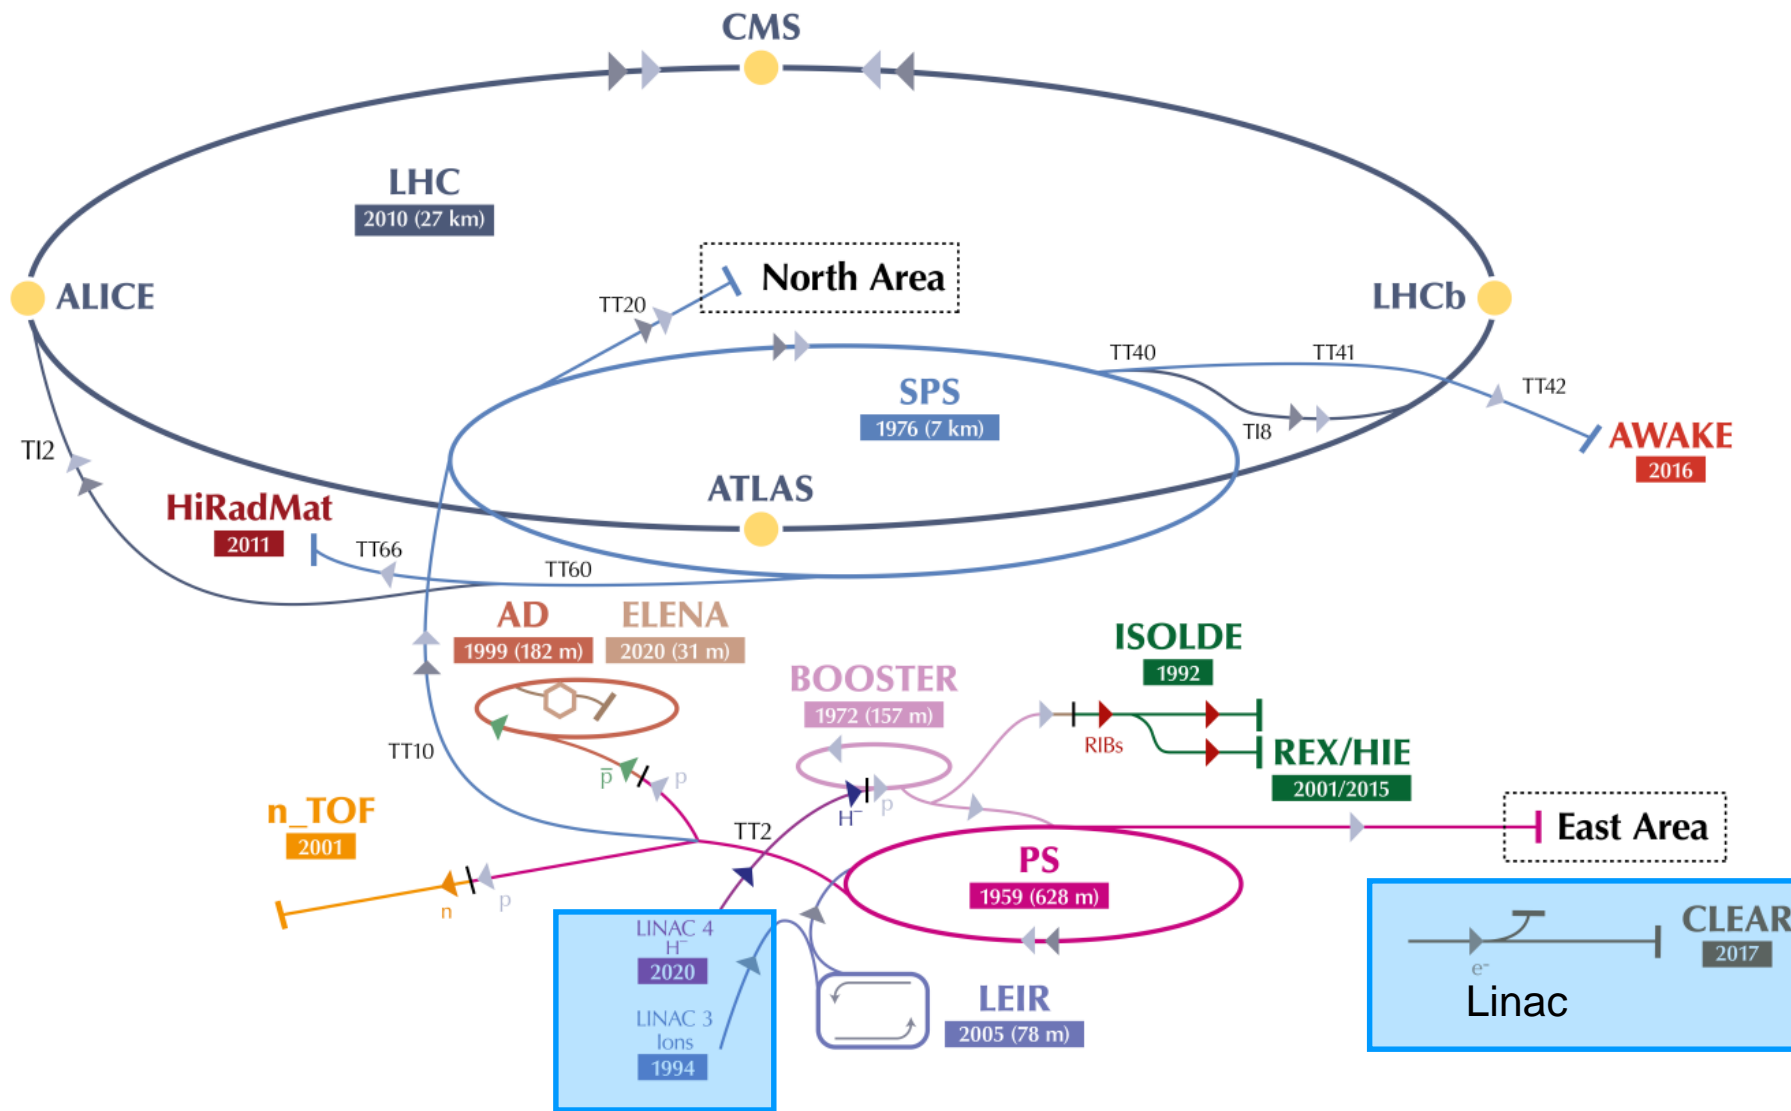 CMS
LHC
2010 (27 km)
North Area
ALICE
TT20
LHCb
TT40
TT41
SPS
1976 (7 km)
TT42
TI8
TI2
AWAKE
2016
ATLAS
HiRadMat
2011
TT66
TT60
AD
1999 (182 m)
ELENA
2020 (31 m)
ISOLDE
1992
BOOSTER
1972 (157 m)
TT10
RIBs
REX/HIE
2001/2015
p̅
p
n_TOF
2001
TT2
H⁻
p
East Area
PS
1959 (628 m)
n
p
LINAC 4
H⁻
2020
CLEAR
2017
e-
Linac
LEIR
2005 (78 m)
LINAC 3
Ions
1994